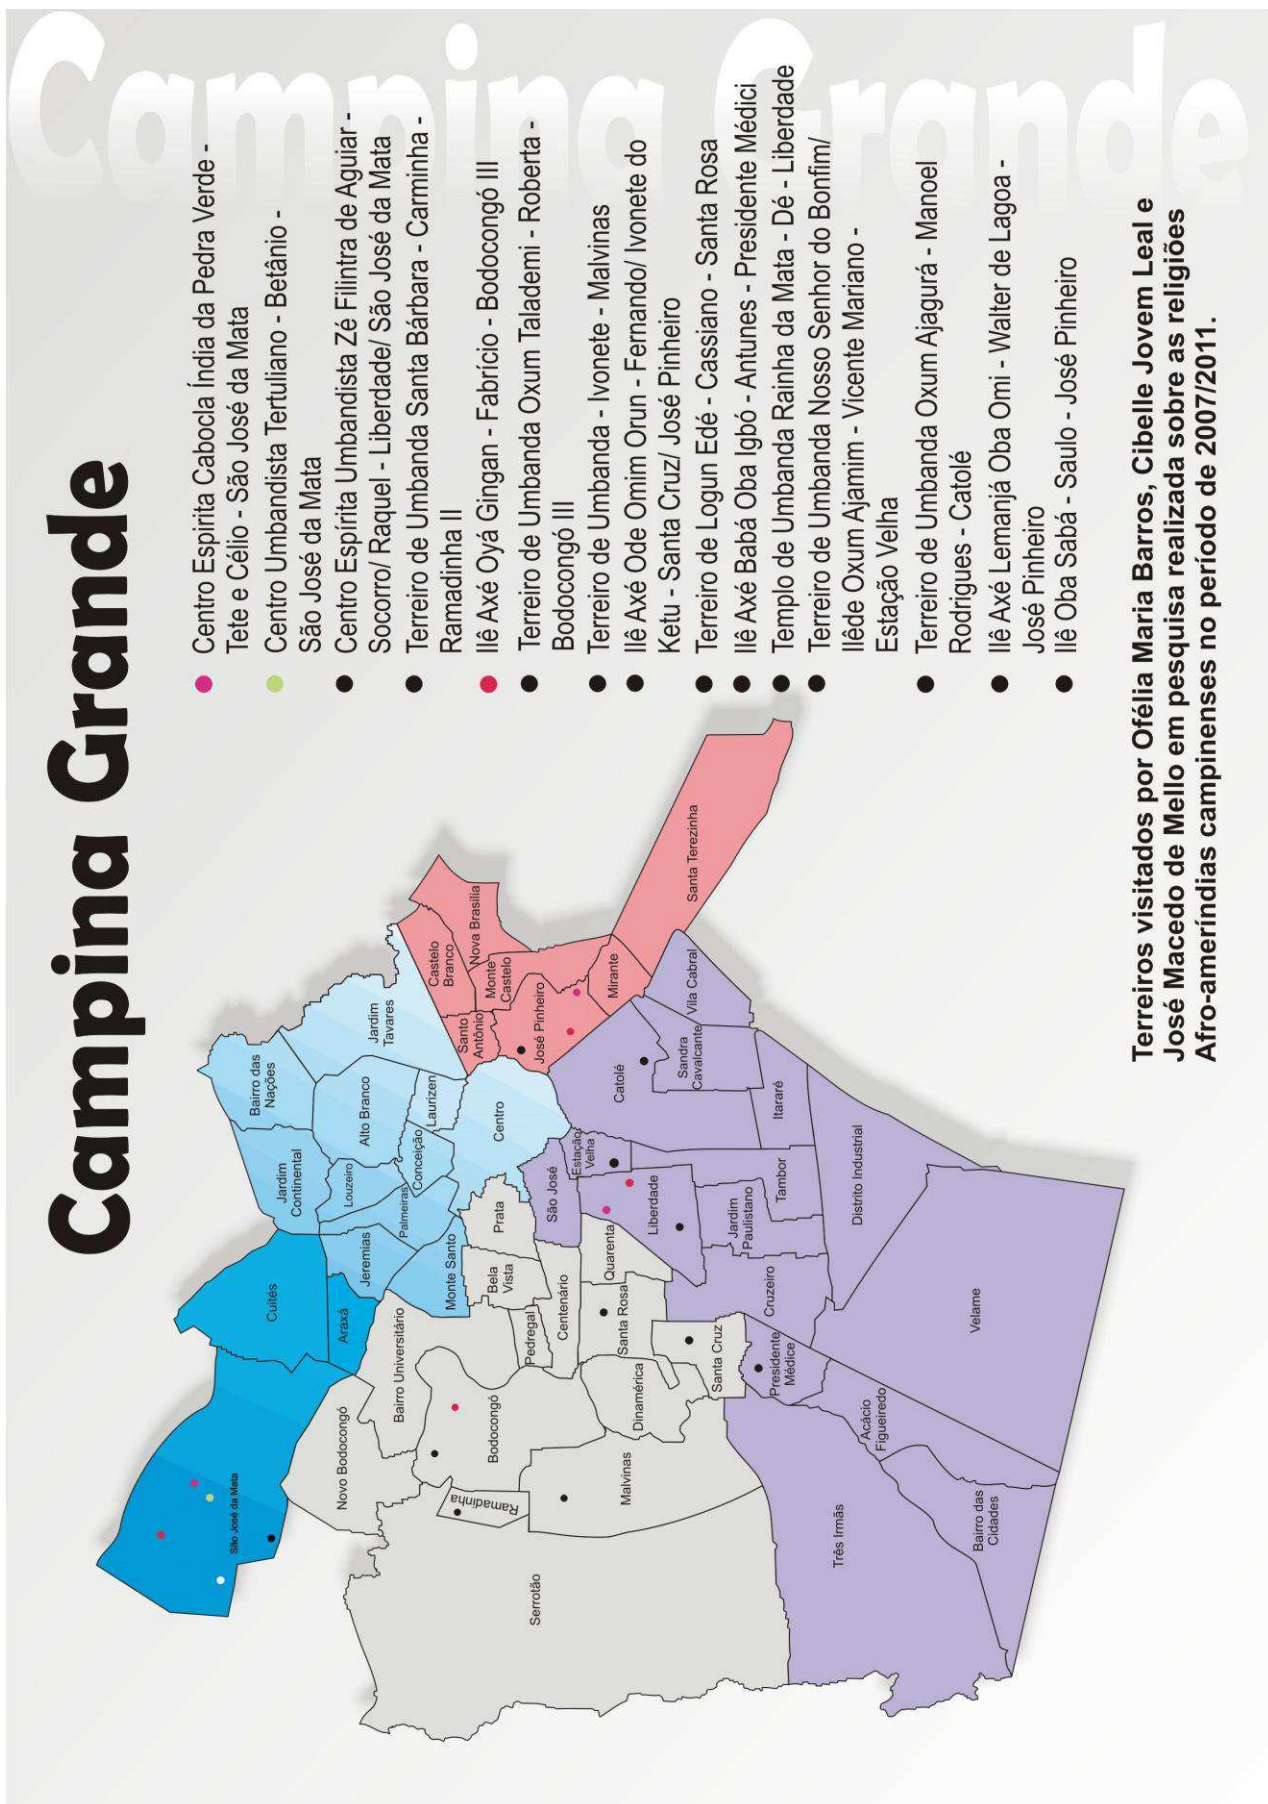 Campina Grande
Campina Grande
Centro Espirita Cabocla Índia da Pedra Verde -
Tete e Célio - São José da Mata
Centro Umbandista Tertuliano - Betânio -
São José da Mata
Centro Espírita Umbandista Zé Filintra de Aguiar -
Socorro/ Raquel - Liberdade/ São José da Mata
Terreiro de Umbanda Santa Bárbara - Carminha -
Ramadinha II
Ilê Axé Oyá Gingan - Fabrício - Bodocongó III
Terreiro de Umbanda Oxum Talademi - Roberta -
Bodocongó III
Terreiro de Umbanda - Ivonete - Malvinas
Ilê Axé Ode Omim Orun - Fernando/ Ivonete do
Ketu - Santa Cruz/ José Pinheiro
Terreiro de Logun Edé - Cassiano - Santa Rosa
Ilê Axé Babá Oba Igbó - Antunes - Presidente Médici
Templo de Umbanda Rainha da Mata - Dé - Liberdade
Terreiro de Umbanda Nosso Senhor do Bonfim/
Ilêde Oxum Ajamim - Vicente Mariano -
Estação Velha
Terreiro de Umbanda Oxum Ajagurá - Manoel
Rodrigues - Catolé
Ilê Axé Lemanjá Oba Omi - Walter de Lagoa -
José Pinheiro
Ilê Oba Sabá - Saulo - José Pinheiro
São José da Mata
Cuités
Araxá
Jardim
Continental
Bairro das
Nações
Jeremias
Louzeiro
Palmeiras
Alto Branco
Conceição
Monte Santo
Jardim
Tavares
Laurizen
Centro
Castelo
Branco
Nova Brasilia
Santo
Antônio
Monte
Castelo
José Pinheiro
Mirante
Santa Terezinha
Novo Bodocongó
Bairro Universitário
Bodocongó
Ramadinha
Serrotão
Malvinas
Pedregal
Bela
Vista
Prata
Centenário
Quarenta
Santa Rosa
Dinamérica
Santa Cruz
São José
Estação
Velha
Liberdade
Catolé
Sandra
Cavalcante
Vila Cabral
Itararé
Tambor
Jardim
Paulistano
Cruzeiro
Presidente
Médice
Distrito Industrial
Velame
Acácio
Figueiredo
Três Irmãs
Bairro das
Cidades
Terreiros visitados por Ofélia Maria Barros, Cibelle Jovem Leal e
José Macedo de Mello em pesquisa realizada sobre as religiões
Afro-ameríndias campinenses no período de 2007/2011.